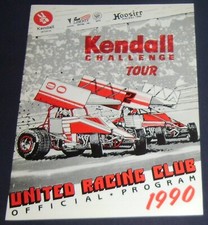 Hoosier
Kendall
CHALLENGE
TOUR
UNITED RACING CLUB
OFFICIAL • PROGRAM
1990